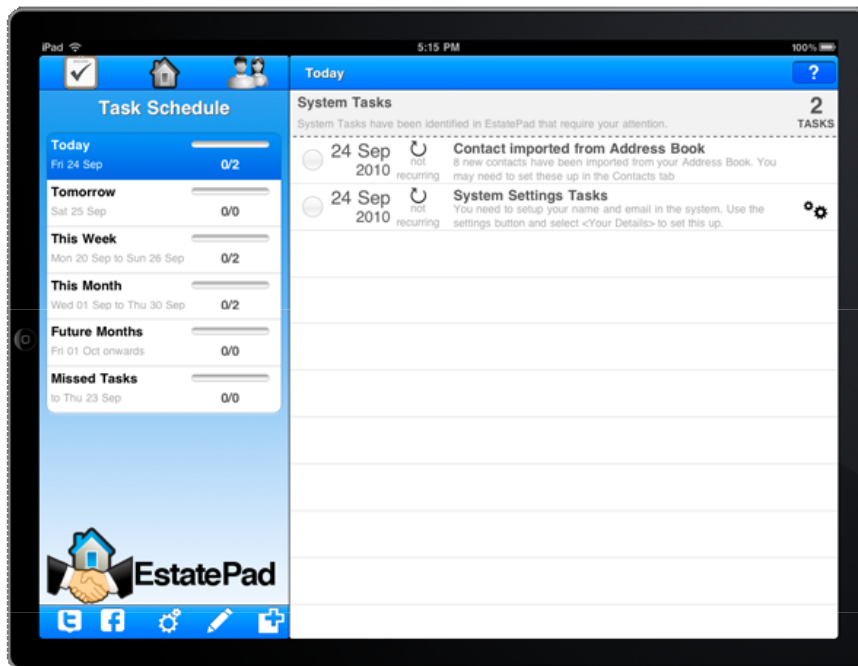 iPad
5:15 PM
100%
Task Schedule
Today
Fri 24 Sep
0/2
Tomorrow
Sat 25 Sep
0/0
This Week
Mon 20 Sep to Sun 26 Sep
0/2
This Month
Wed 01 Sep to Thu 30 Sep
0/2
Future Months
Fri 01 Oct onwards
0/0
Missed Tasks
to Thu 23 Sep
0/0
EstatePad
Today
?
System Tasks
System Tasks have been identified in EstatePad that require your attention.
2
TASKS
24 Sep
2010
not
recurring
Contact imported from Address Book
8 new contacts have been imported from your Address Book. You
may need to set these up in the Contacts tab
24 Sep
2010
not
recurring
System Settings Tasks
You need to setup your name and email in the system. Use the
settings button and select <Your Details> to set this up.